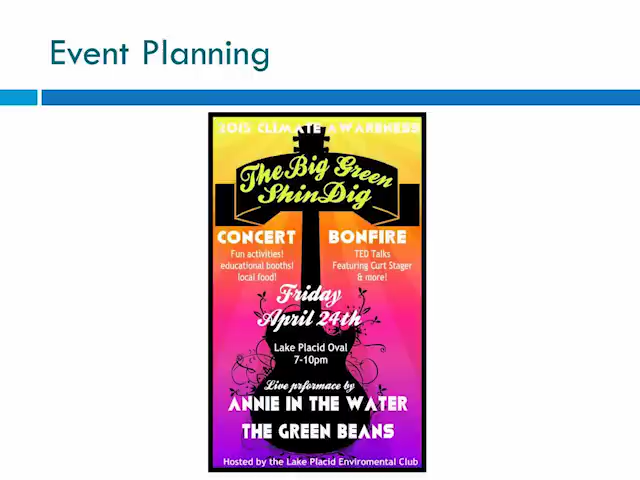 Event Planning
2015 CLIMATE AWARENESS
The Big Green
ShinDig
CONCERT BONFIRE
Fun activities! TED Talks
educational booths! Featuring Curt Stager
local food! & more!
Friday
April 24th
Lake Placid Oval
7-10pm
Live prformace by
ANNIE IN THE WATER
THE GREEN BEANS
Hosted by the Lake Placid Enviromental Club